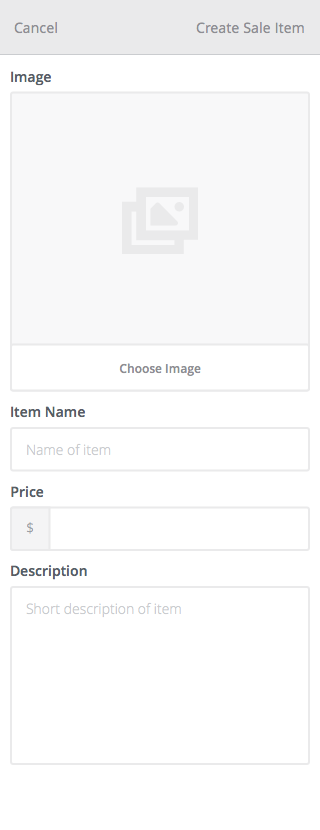 Cancel
Create Sale Item
Image
Choose Image
Item Name
Name of item
Price
$
Description
Short description of item